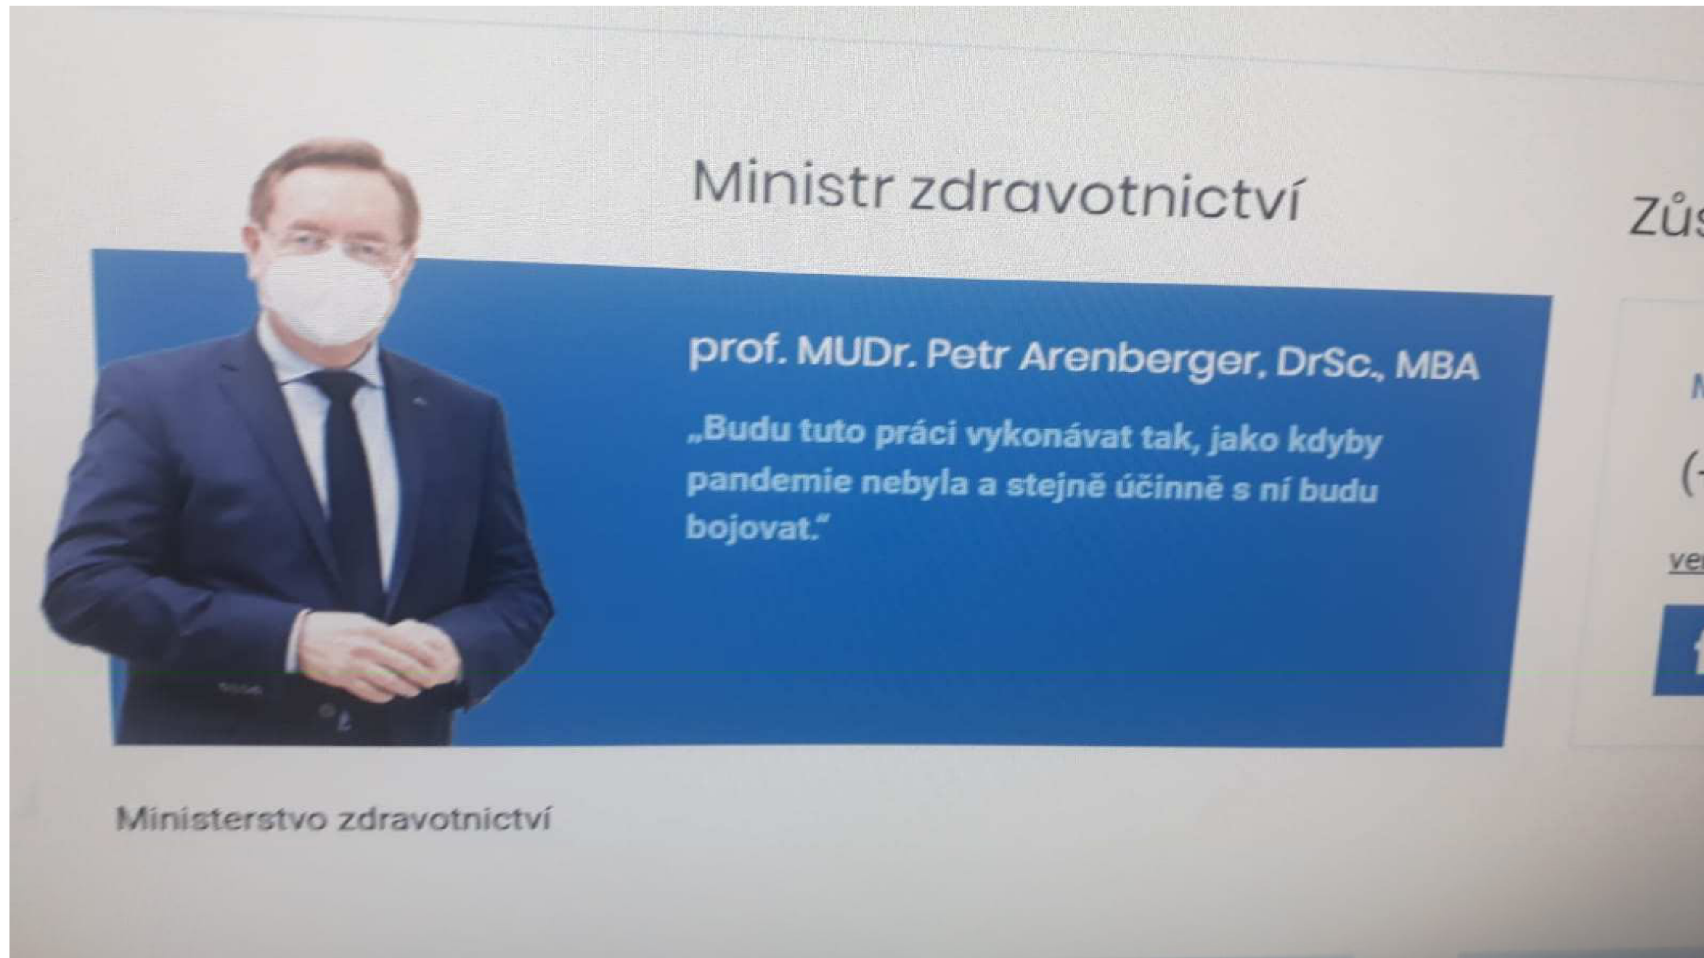 Ministr zdravotnictví
prof. MUDr. Petr Arenberger, DrSc., MBA
„Budu tuto práci vykonávat tak, jako kdyby
pandemie nebyla a stejně účinně s ní budu
bojovat.“
Ministerstvo zdravotnictví